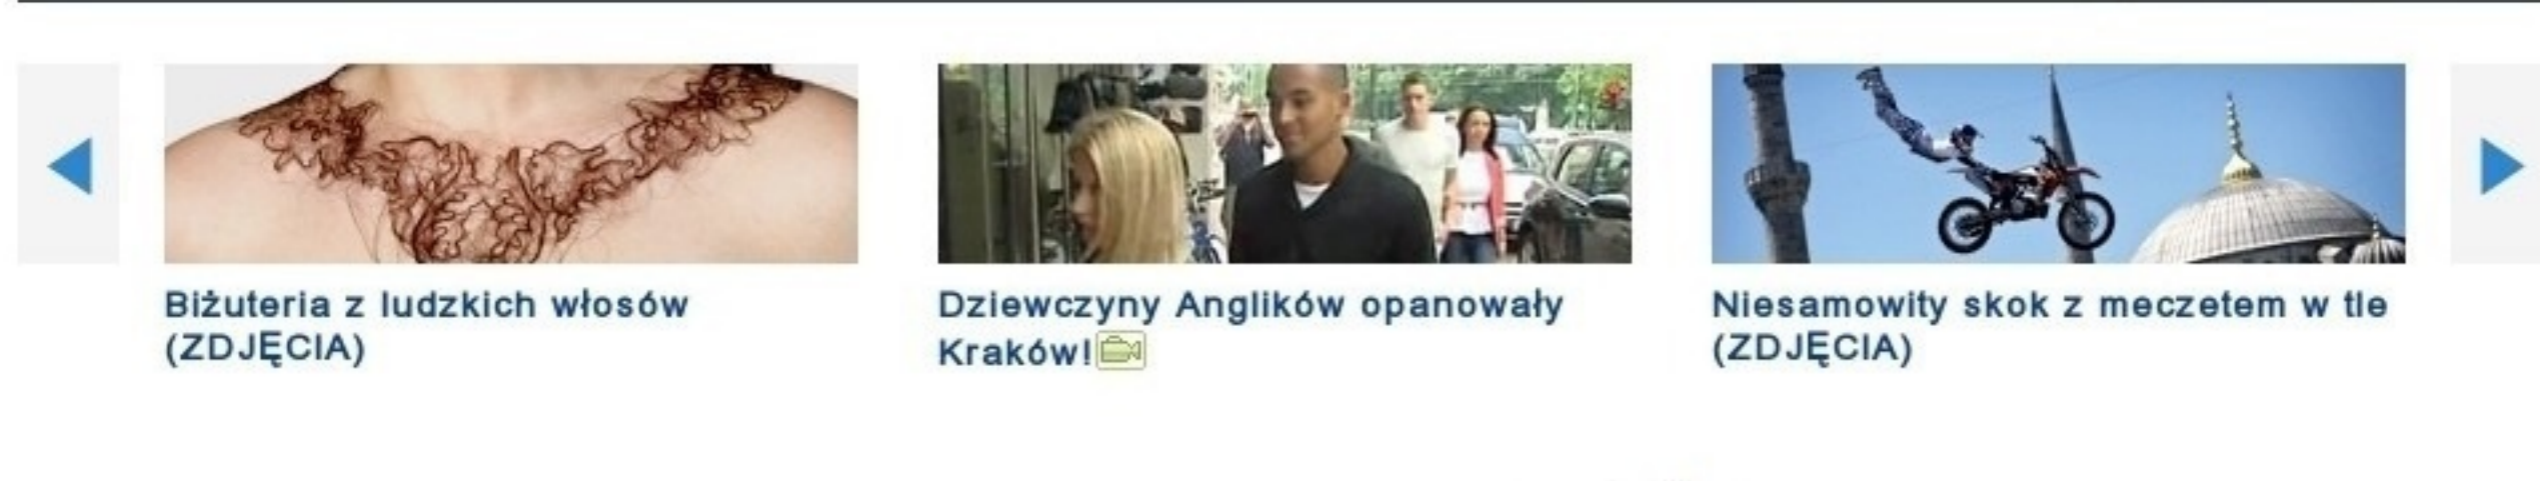 Biżuteria z ludzkich włosów
(ZDJĘCIA)
Dziewczyny Anglików opanowały
Kraków!
Niesamowity skok z meczetem w tle
(ZDJĘCIA)